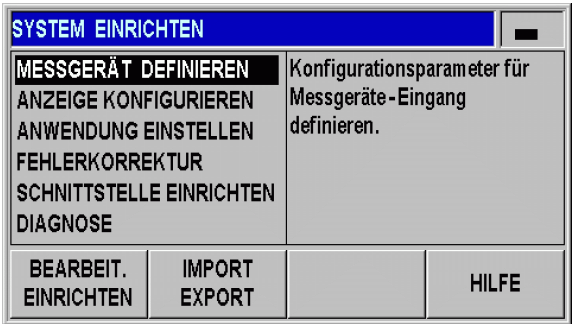 SYSTEM EINRICHTEN
MESSGERÄT DEFINIEREN
ANZEIGE KONFIGURIEREN
ANWENDUNG EINSTELLEN
FEHLERKORREKTUR
SCHNITTSTELLE EINRICHTEN
DIAGNOSE
Konfigurationsparameter für
Messgeräte-Eingang
definieren.
BEARBEIT.
EINRICHTEN
IMPORT
EXPORT
HILFE